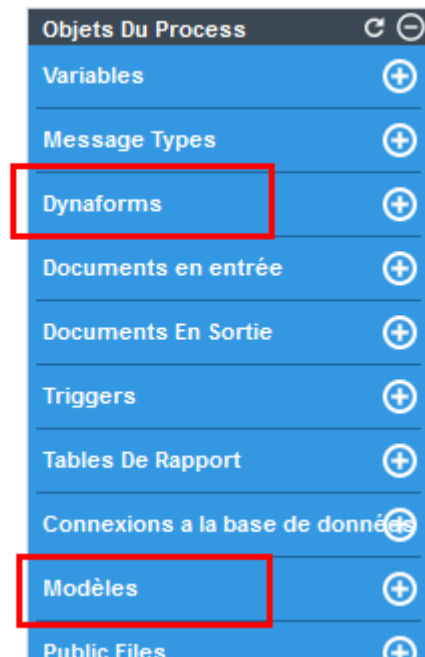 Objets Du Process
Variables
Message Types
Dynaforms
Documents en entrée
Documents En Sortie
Triggers
Tables De Rapport
Connexions a la base de données
Modèles
Public Files